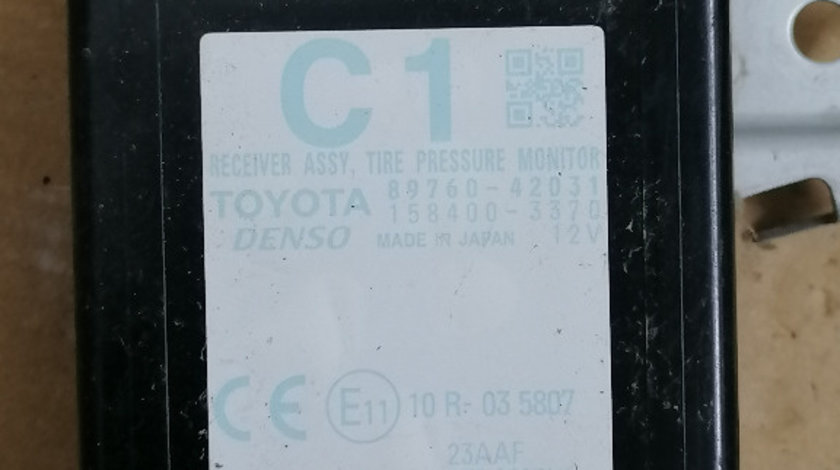 C1
RECEIVER ASSY, TIRE PRESSURE MONITOR
TOYOTA 89760-42031
158400-3370
DENSO MADE IN JAPAN 12V
CE E11 10 R- 03 5807
23AAF